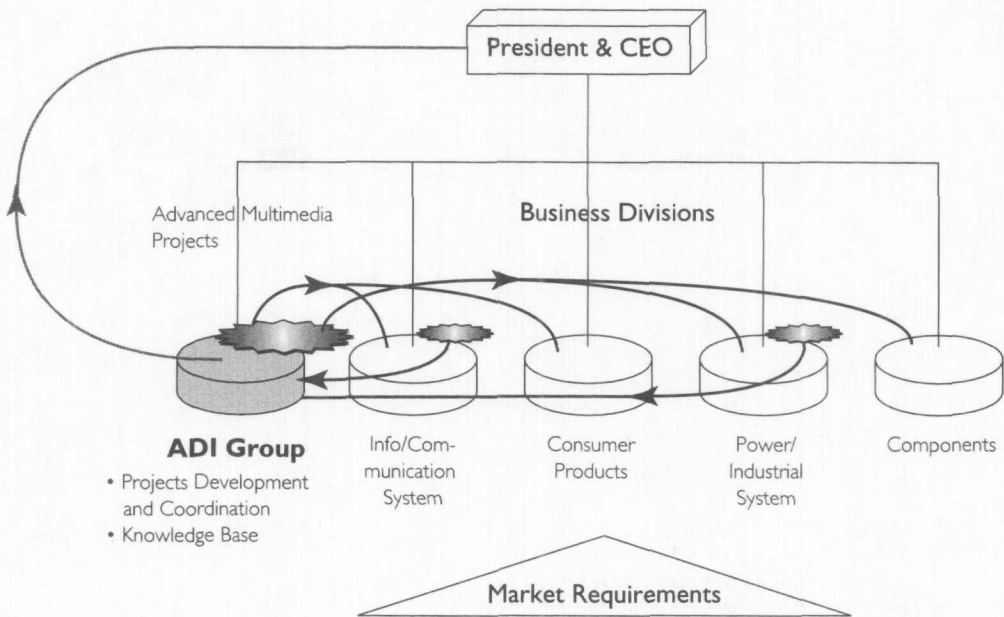 President & CEO
Advanced Multimedia
Projects
Business Divisions
ADI Group
• Projects Development
and Coordination
• Knowledge Base
Info/Com-
munication
System
Consumer
Products
Power/
Industrial
System
Components
Market Requirements